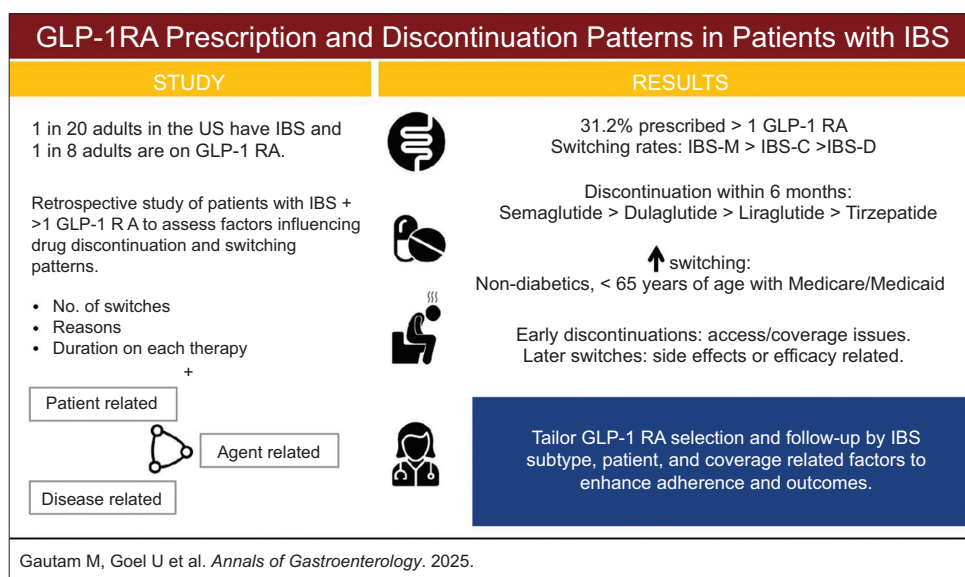 GLP-1RA Prescription and Discontinuation Patterns in Patients with IBS
STUDY
1 in 20 adults in the US have IBS and
1 in 8 adults are on GLP-1 RA.
Retrospective study of patients with IBS +
>1 GLP-1 R A to assess factors influencing
drug discontinuation and switching
patterns.
• No. of switches
• Reasons
• Duration on each therapy
+
Patient related
Agent related
Disease related
RESULTS
31.2% prescribed > 1 GLP-1 RA
Switching rates: IBS-M > IBS-C >IBS-D
Discontinuation within 6 months:
Semaglutide > Dulaglutide > Liraglutide > Tirzepatide
switching:
Non-diabetics, < 65 years of age with Medicare/Medicaid
Early discontinuations: access/coverage issues.
Later switches: side effects or efficacy related.
Tailor GLP-1 RA selection and follow-up by IBS
subtype, patient, and coverage related factors to
enhance adherence and outcomes.
Gautam M, Goel U et al. Annals of Gastroenterology. 2025.